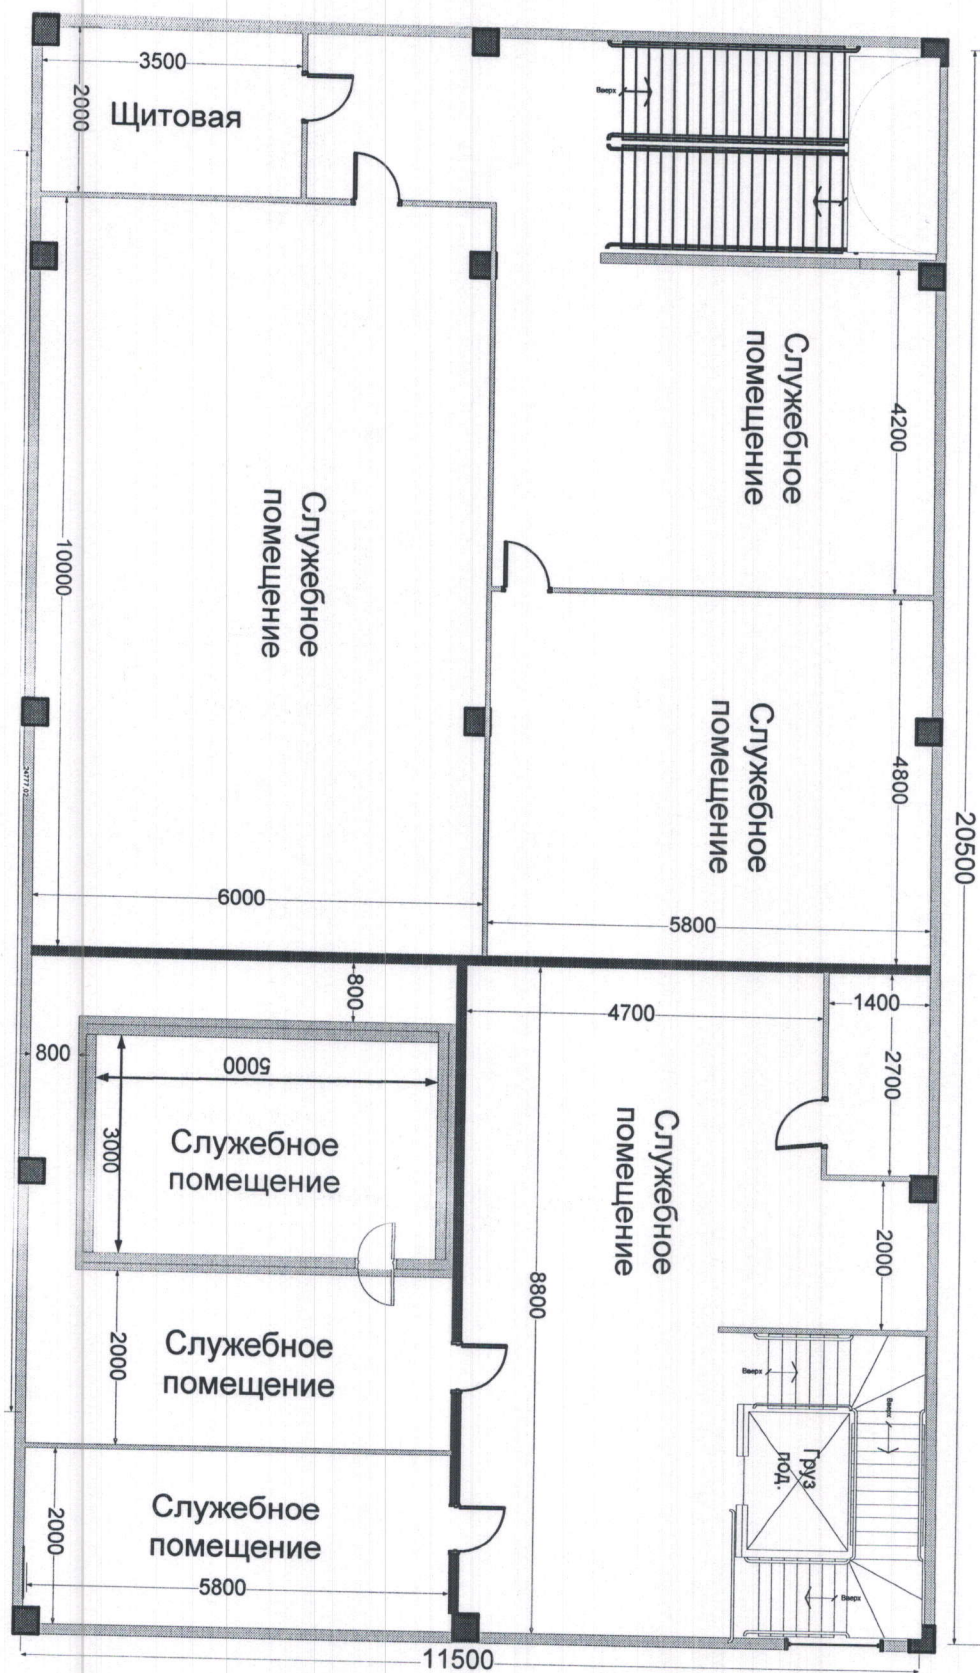 3500
2000
Щитовая
Вверх
Служебное
помещение
4200
Служебное
помещение
10000
Служебное
помещение
4800
20500
6000
5800
800
4700
1400
2700
800
5000
3000
Служебное
помещение
Служебное
помещение
2000
8800
Служебное
помещение
2000
Вверх
Вверх
Груз
под.
Вверх
Служебное
помещение
2000
5800
11500